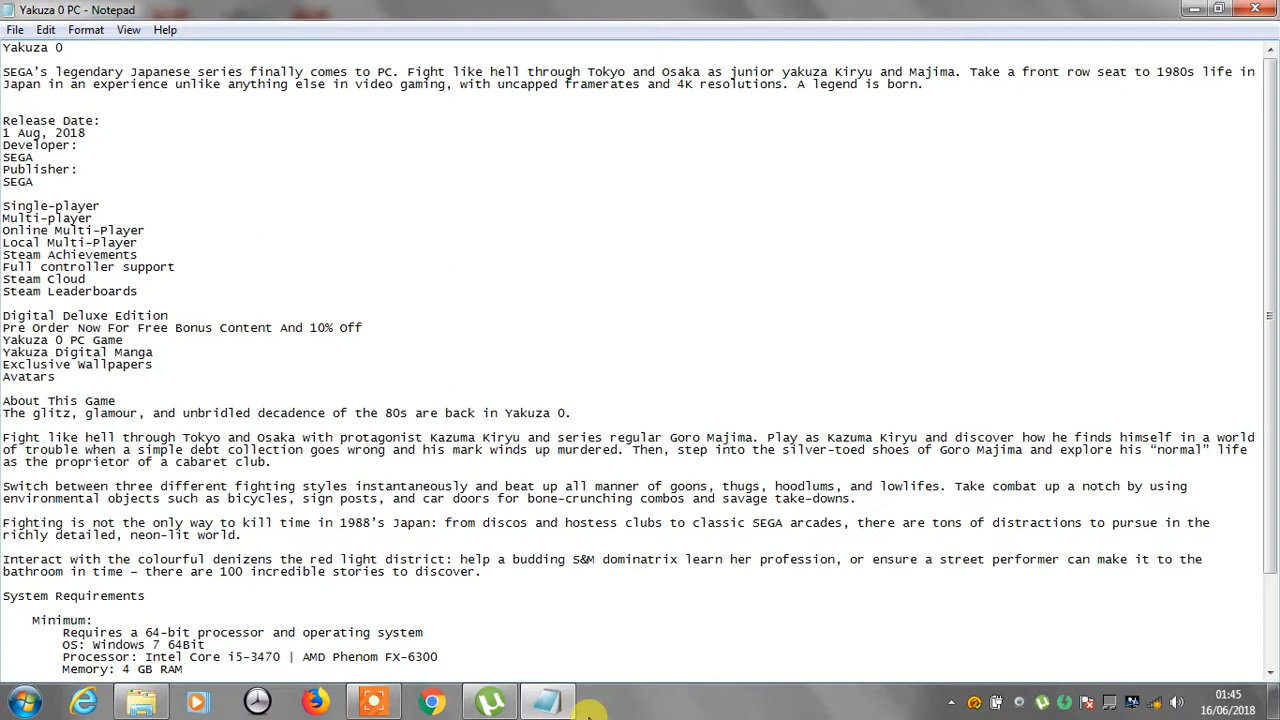 Yakuza 0 PC - Notepad
File Edit Format View Help
Yakuza 0
SEGA’s legendary Japanese series finally comes to PC. Fight like hell through Tokyo and Osaka as junior yakuza Kiryu and Majima. Take a front row seat to 1980s life in
Japan in an experience unlike anything else in video gaming, with uncapped framerates and 4K resolutions. A legend is born.
Release Date:
1 Aug, 2018
Developer:
SEGA
Publisher:
SEGA
Single-player
Multi-player
Online Multi-Player
Local Multi-Player
Steam Achievements
Full controller support
Steam Cloud
Steam Leaderboards
Digital Deluxe Edition
Pre Order Now For Free Bonus Content And 10% Off
Yakuza 0 PC Game
Yakuza Digital Manga
Exclusive Wallpapers
Avatars
About This Game
The glitz, glamour, and unbridled decadence of the 80s are back in Yakuza 0.
Fight like hell through Tokyo and Osaka with protagonist Kazuma Kiryu and series regular Goro Majima. Play as Kazuma Kiryu and discover how he finds himself in a world
of trouble when a simple debt collection goes wrong and his mark winds up murdered. Then, step into the silver-toed shoes of Goro Majima and explore his “normal” life
as the proprietor of a cabaret club.
Switch between three different fighting styles instantaneously and beat up all manner of goons, thugs, hoodlums, and lowlifes. Take combat up a notch by using
environmental objects such as bicycles, sign posts, and car doors for bone-crunching combos and savage take-downs.
Fighting is not the only way to kill time in 1988’s Japan: from discos and hostess clubs to classic SEGA arcades, there are tons of distractions to pursue in the
richly detailed, neon-lit world.
Interact with the colourful denizens the red light district: help a budding S&M dominatrix learn her profession, or ensure a street performer can make it to the
bathroom in time – there are 100 incredible stories to discover.
System Requirements
Minimum:
Requires a 64-bit processor and operating system
OS: Windows 7 64Bit
Processor: Intel Core i5-3470 | AMD Phenom FX-6300
Memory: 4 GB RAM
01:45
16/06/2018